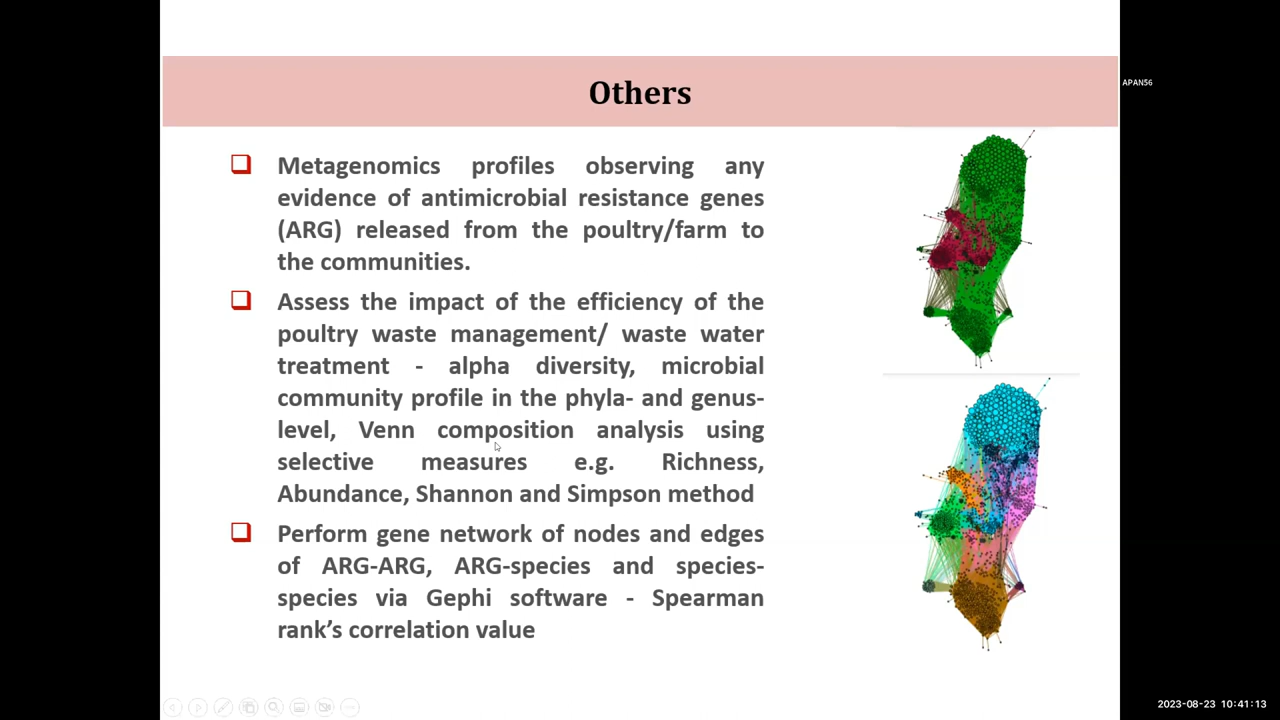 Others
APAN56
Metagenomics profiles observing any
evidence of antimicrobial resistance genes
(ARG) released from the poultry/farm to
the communities.
Assess the impact of the efficiency of the
poultry waste management/ waste water
treatment - alpha diversity, microbial
community profile in the phyla- and genus-
level, Venn composition analysis using
selective measures e.g. Richness,
Abundance, Shannon and Simpson method
Perform gene network of nodes and edges
of ARG-ARG, ARG-species and species-
species via Gephi software - Spearman
rank’s correlation value
2023-08-23 10:41:13